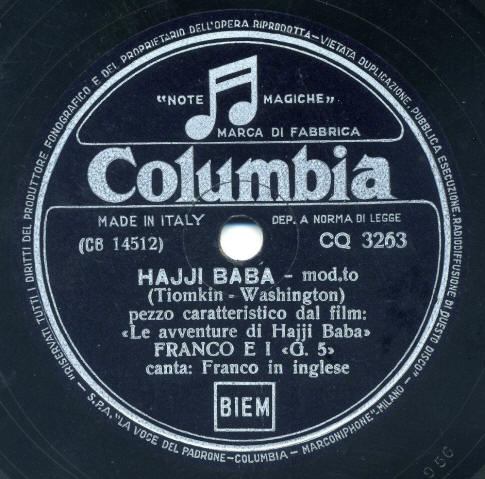 "RISERVATI TUTTI I DIRITTI DEL PRODUTTORE FONOGRAFICO E DEL PROPRIETARIO DELL'OPERA RIPRODOTTA-VIETATA DUPLICAZIONE, PUBBLICA ESECUZIONE, RADIODIFFUSIONE DI QUESTO DISCO"
"NOTE MAGICHE"
MARCA DI FABBRICA
Columbia
MADE IN ITALY DEP. A NORMA DI LEGGE
(CB 14512) CQ 3263
HAJJI BABA - mod.to
(Tiomkin - Washington)
pezzo caratteristico dal film:
«Le avventure di Hajji Baba»
FRANCO E I «G. 5»
canta: Franco in inglese
BIEM
S.P.A. "LA VOCE DEL PADRONE-COLUMBIA-MARCONIPHONE"-MILANO